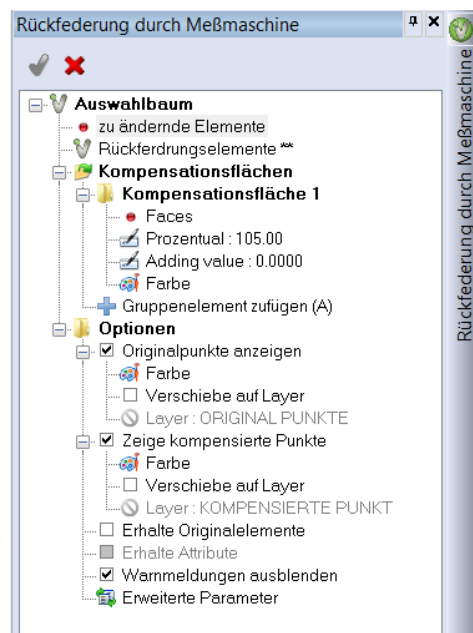 Rückfederung durch Meßmaschine
Auswahlbaum
zu ändernde Elemente
Rückferdrungselemente **
Kompensationsflächen
Kompensationsfläche 1
Faces
Prozentual : 105.00
Adding value : 0.0000
Farbe
Gruppenelement zufügen (A)
Optionen
Originalpunkte anzeigen
Farbe
Verschiebe auf Layer
Layer : ORIGINAL PUNKTE
Zeige kompensierte Punkte
Farbe
Verschiebe auf Layer
Layer : KOMPENSIERTE PUNKT
Erhalte Originalelemente
Erhalte Attribute
Warnmeldungen ausblenden
Erweiterte Parameter
Rückfederung durch Meßmaschine